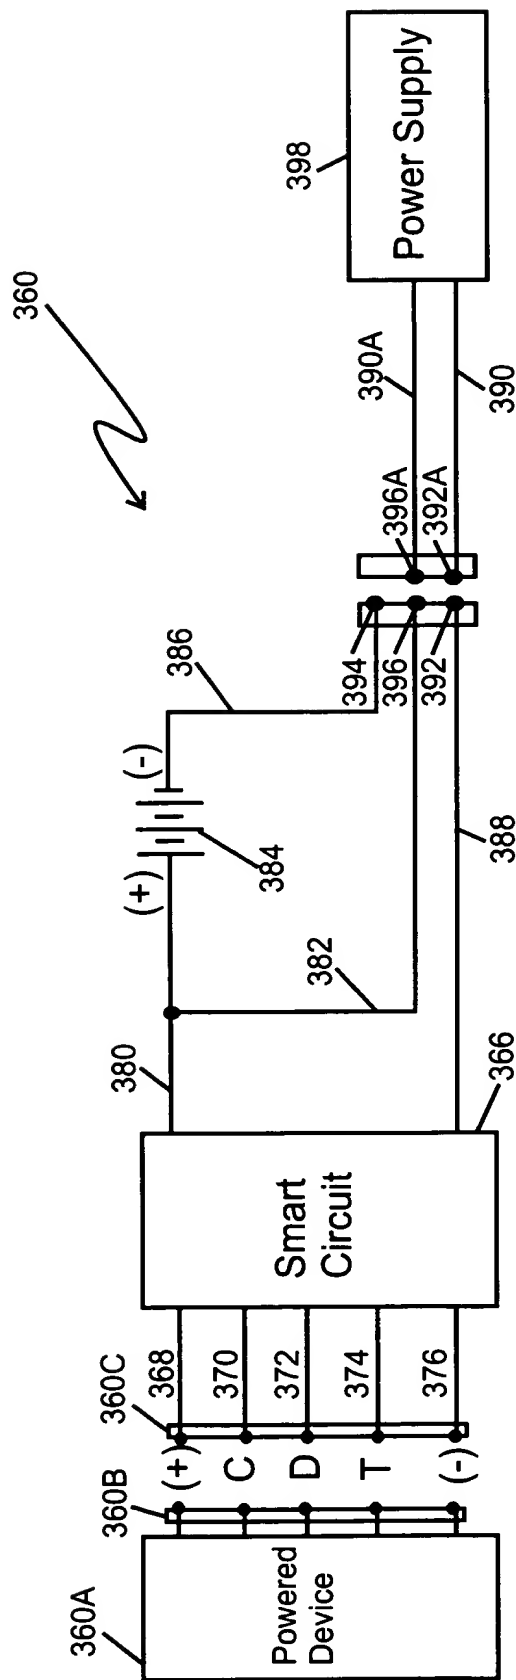 360
360A
360B
360C
Powered
Device
(+)
C
D
T
(-)
368
370
372
374
376
Smart
Circuit
366
380
382
(+)
(-)
384
386
388
394
396
392
396A
392A
390A
390
398
Power Supply